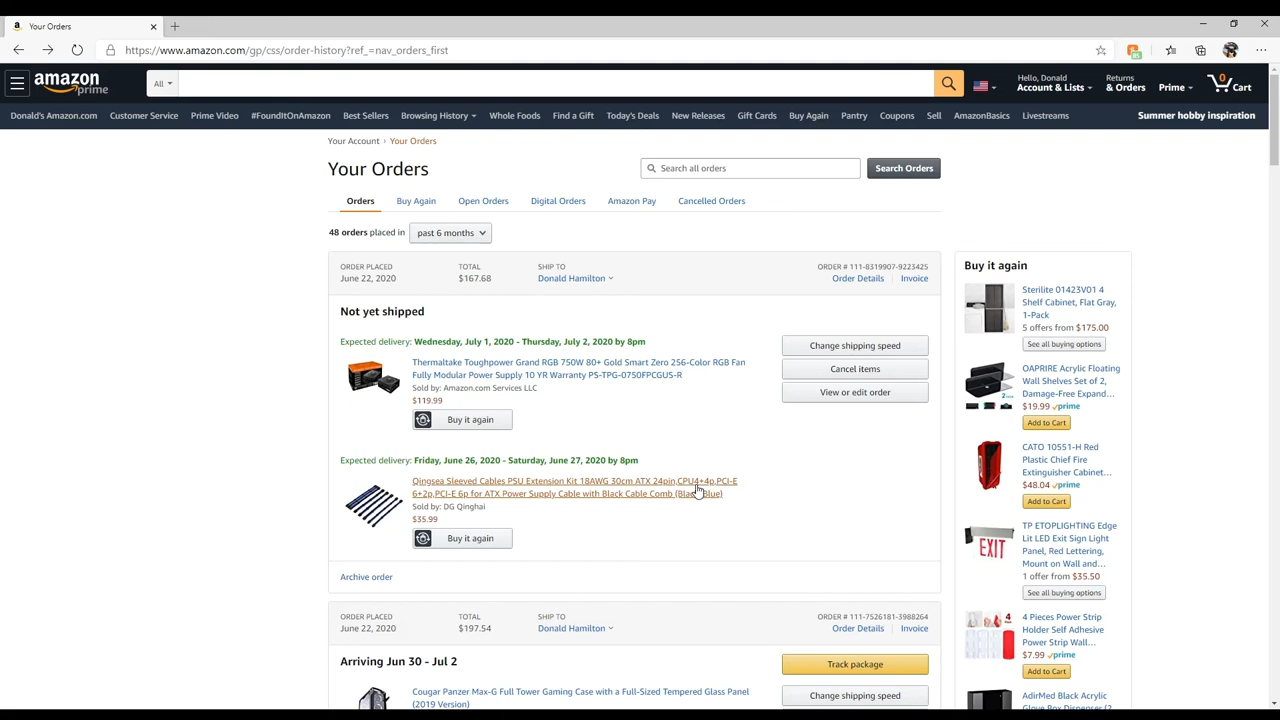 Your Orders
https://www.amazon.com/gp/css/order-history?ref_=nav_orders_first
amazon prime
All
Hello, Donald
Account & Lists
Returns
& Orders
Prime
0
Cart
Donald's Amazon.com Customer Service Prime Video #FoundItOnAmazon Best Sellers Browsing History Whole Foods Find a Gift Today's Deals New Releases Gift Cards Buy Again Pantry Coupons Sell AmazonBasics Livestreams Summer hobby inspiration
Your Account › Your Orders
Your Orders
Search all orders
Search Orders
Orders Buy Again Open Orders Digital Orders Amazon Pay Cancelled Orders
48 orders placed in past 6 months
ORDER PLACED TOTAL SHIP TO ORDER # 111-8319907-9223425
June 22, 2020 $167.68 Donald Hamilton Order Details Invoice
Not yet shipped
Expected delivery: Wednesday, July 1, 2020 - Thursday, July 2, 2020 by 8pm
Thermaltake Toughpower Grand RGB 750W 80+ Gold Smart Zero 256-Color RGB Fan
Fully Modular Power Supply 10 YR Warranty PS-TPG-0750FPCGUS-R
Sold by: Amazon.com Services LLC
$119.99
Buy it again
Change shipping speed
Cancel items
View or edit order
Expected delivery: Friday, June 26, 2020 - Saturday, June 27, 2020 by 8pm
Qingsea Sleeved Cables PSU Extension Kit 18AWG 30cm ATX 24pin,CPU4+4p,PCI-E
6+2p,PCI-E 6p for ATX Power Supply Cable with Black Cable Comb (Black Blue)
Sold by: DG Qinghai
$35.99
Buy it again
Archive order
ORDER PLACED TOTAL SHIP TO ORDER # 111-7526181-3988264
June 22, 2020 $197.54 Donald Hamilton Order Details Invoice
Arriving Jun 30 - Jul 2
Track package
Cougar Panzer Max-G Full Tower Gaming Case with a Full-Sized Tempered Glass Panel
(2019 Version)
Change shipping speed
Buy it again
Sterilite 01423V01 4
Shelf Cabinet, Flat Gray,
1-Pack
5 offers from $175.00
See all buying options
OAPRIRE Acrylic Floating
Wall Shelves Set of 2,
Damage-Free Expand...
$19.99 prime
Add to Cart
CATO 10551-H Red
Plastic Chief Fire
Extinguisher Cabinet...
$48.04 prime
Add to Cart
TP ETOPLIGHTING Edge
Lit LED Exit Sign Light
Panel, Red Lettering,
Mount on Wall and...
1 offer from $35.50
See all buying options
EXIT
4 Pieces Power Strip
Holder Self Adhesive
Power Strip Wall...
$7.99 prime
Add to Cart
AdirMed Black Acrylic
Glove Box Dispenser (2